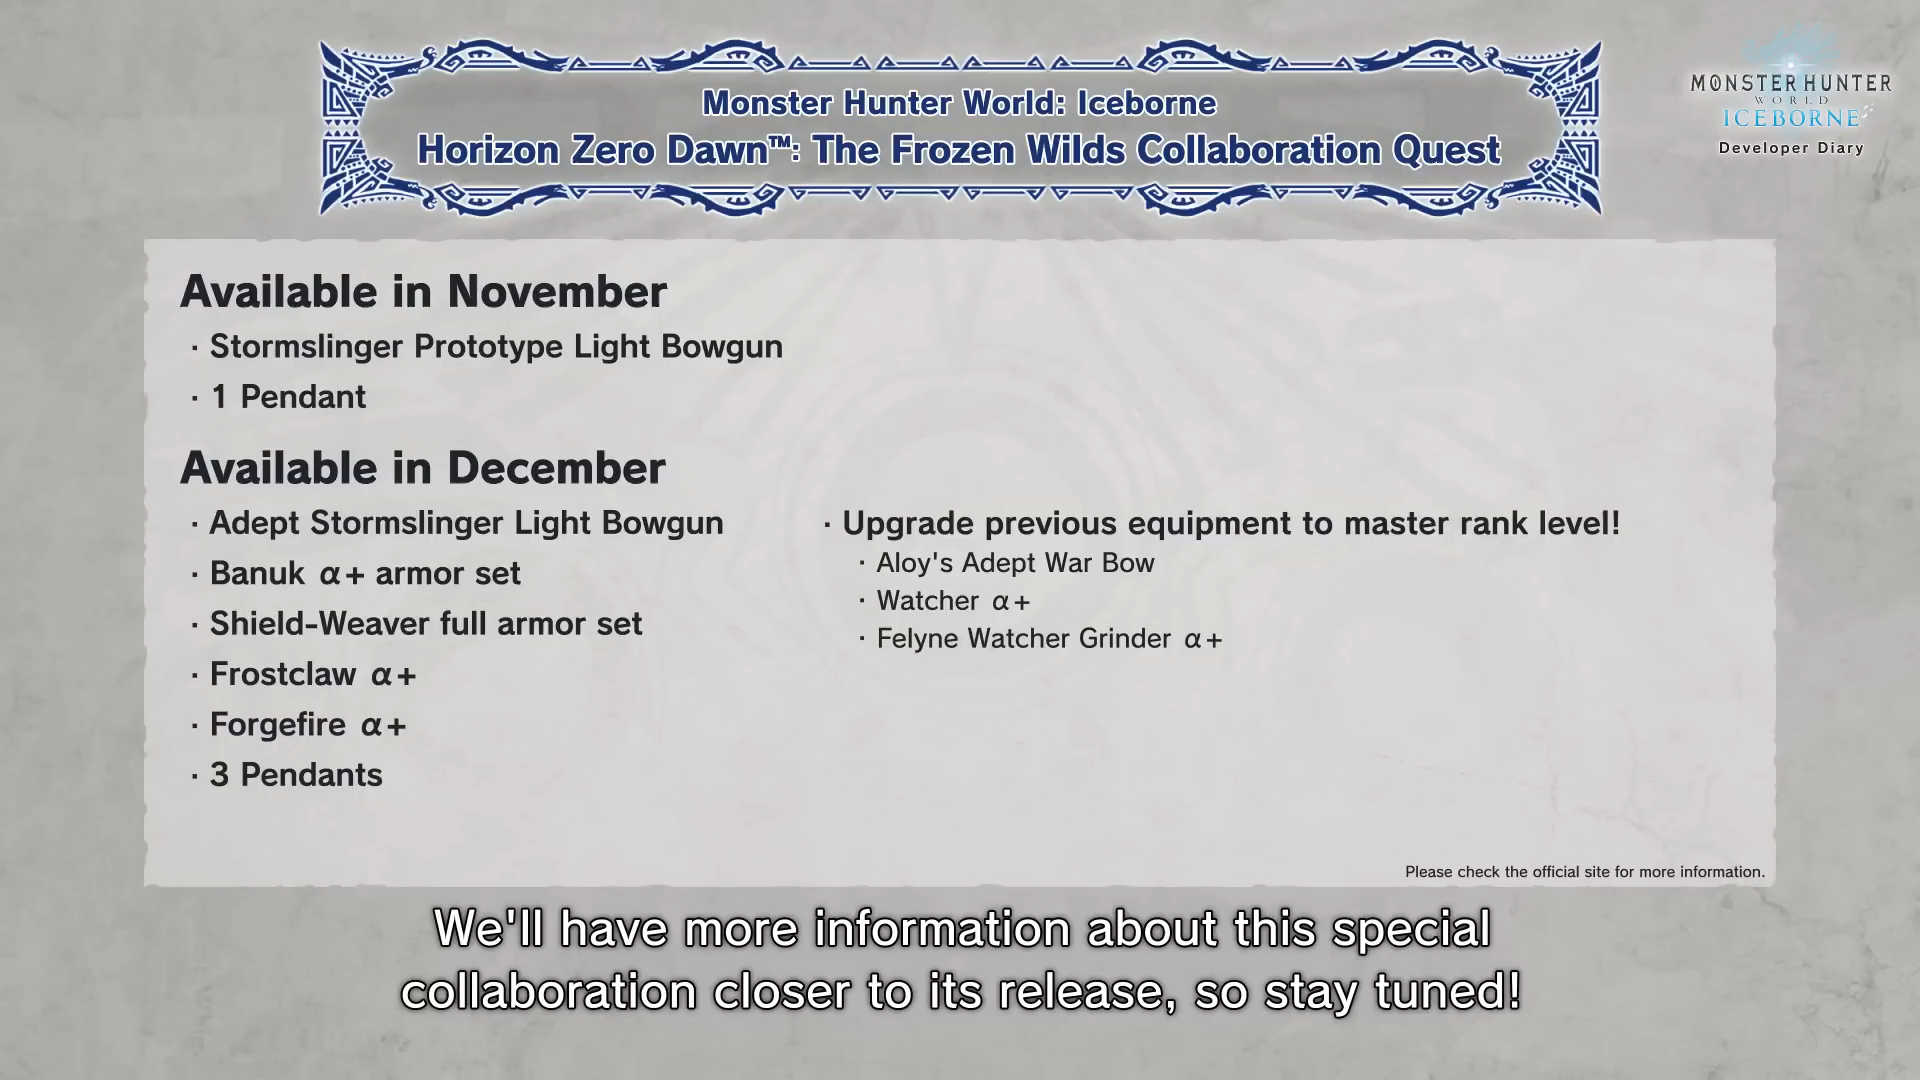 Monster Hunter World: Iceborne
Horizon Zero Dawn™: The Frozen Wilds Collaboration Quest
MONSTER HUNTER
WORLD
ICEBORNE
Developer Diary
Available in November
· Stormslinger Prototype Light Bowgun
· 1 Pendant
Available in December
· Adept Stormslinger Light Bowgun
· Banuk α+ armor set
· Shield-Weaver full armor set
· Frostclaw α+
· Forgefire α+
· 3 Pendants
· Upgrade previous equipment to master rank level!
· Aloy's Adept War Bow
· Watcher α+
· Felyne Watcher Grinder α+
Please check the official site for more information.
We'll have more information about this special
collaboration closer to its release, so stay tuned!